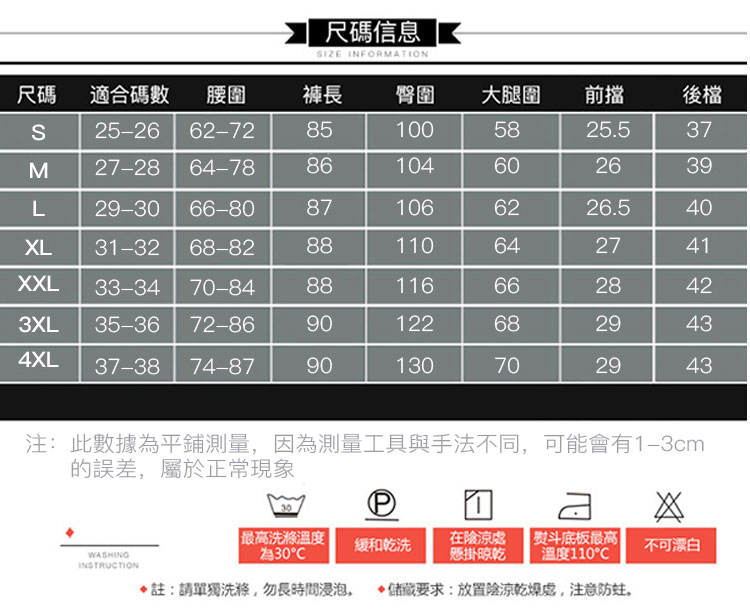 尺碼信息
SIZE INFORMATION
尺碼 適合碼數 腰圍 褲長 臀圍 大腿圍 前擋 後檔
S 25–26 62–72 85 100 58 25.5 37
M 27–28 64–78 86 104 60 26 39
L 29–30 66–80 87 106 62 26.5 40
XL 31–32 68–82 88 110 64 27 41
XXL 33–34 70–84 88 116 66 28 42
3XL 35–36 72–86 90 122 68 29 43
4XL 37–38 74–87 90 130 70 29 43
注：此數據為平鋪測量，因為測量工具與手法不同，可能會有1–3cm
的誤差，屬於正常現象
30 P
最高洗滌溫度
為30°C
緩和乾洗
在陰涼處
懸掛晾乾
熨斗底板最高
溫度110°C
不可漂白
WASHING
INSTRUCTION
註：請單獨洗滌，勿長時間浸泡。 儲藏要求：放置陰涼乾燥處，注意防蛀。